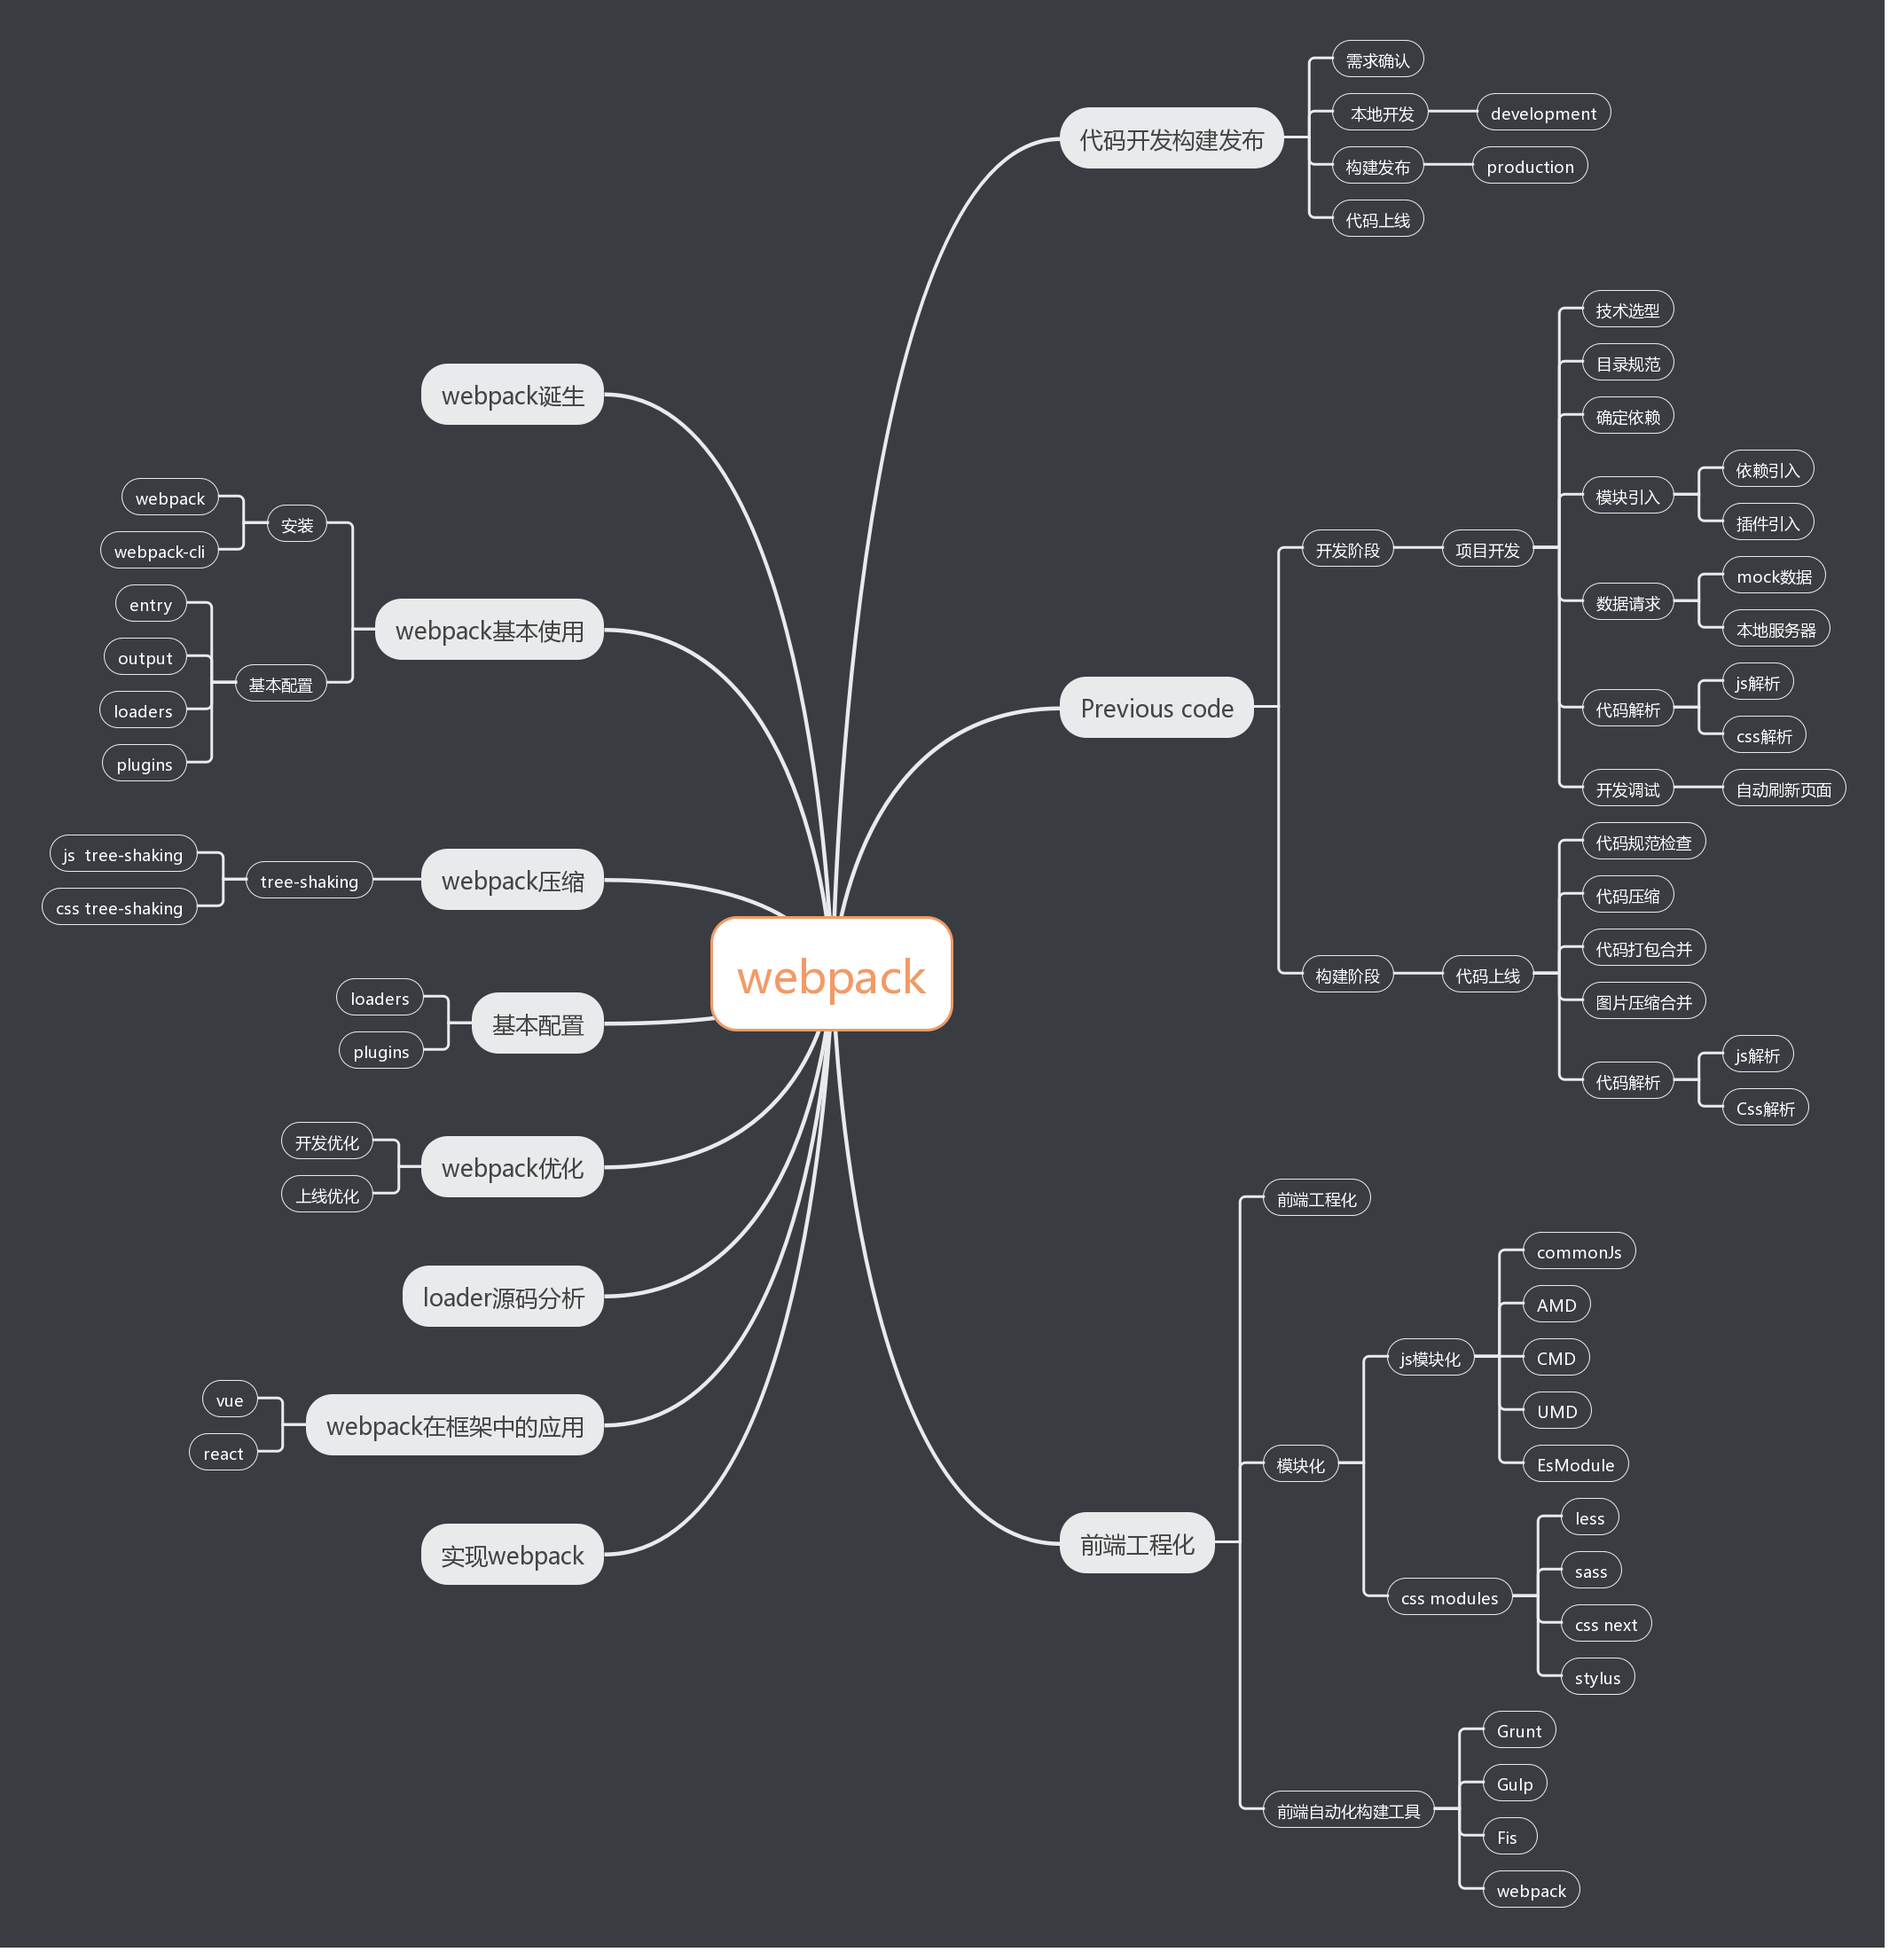 webpack
代码开发构建发布
需求确认
本地开发
development
构建发布
production
代码上线
Previous code
开发阶段
项目开发
技术选型
目录规范
确定依赖
模块引入
依赖引入
插件引入
数据请求
mock数据
本地服务器
代码解析
js解析
css解析
开发调试
自动刷新页面
构建阶段
代码上线
代码规范检查
代码压缩
代码打包合并
图片压缩合并
代码解析
js解析
Css解析
前端工程化
前端工程化
模块化
js模块化
commonJs
AMD
CMD
UMD
EsModule
css modules
less
sass
css next
stylus
前端自动化构建工具
Grunt
Gulp
Fis
webpack
webpack诞生
webpack基本使用
安装
webpack
webpack-cli
基本配置
entry
output
loaders
plugins
webpack压缩
tree-shaking
js  tree-shaking
css tree-shaking
基本配置
loaders
plugins
webpack优化
开发优化
上线优化
loader源码分析
webpack在框架中的应用
vue
react
实现webpack